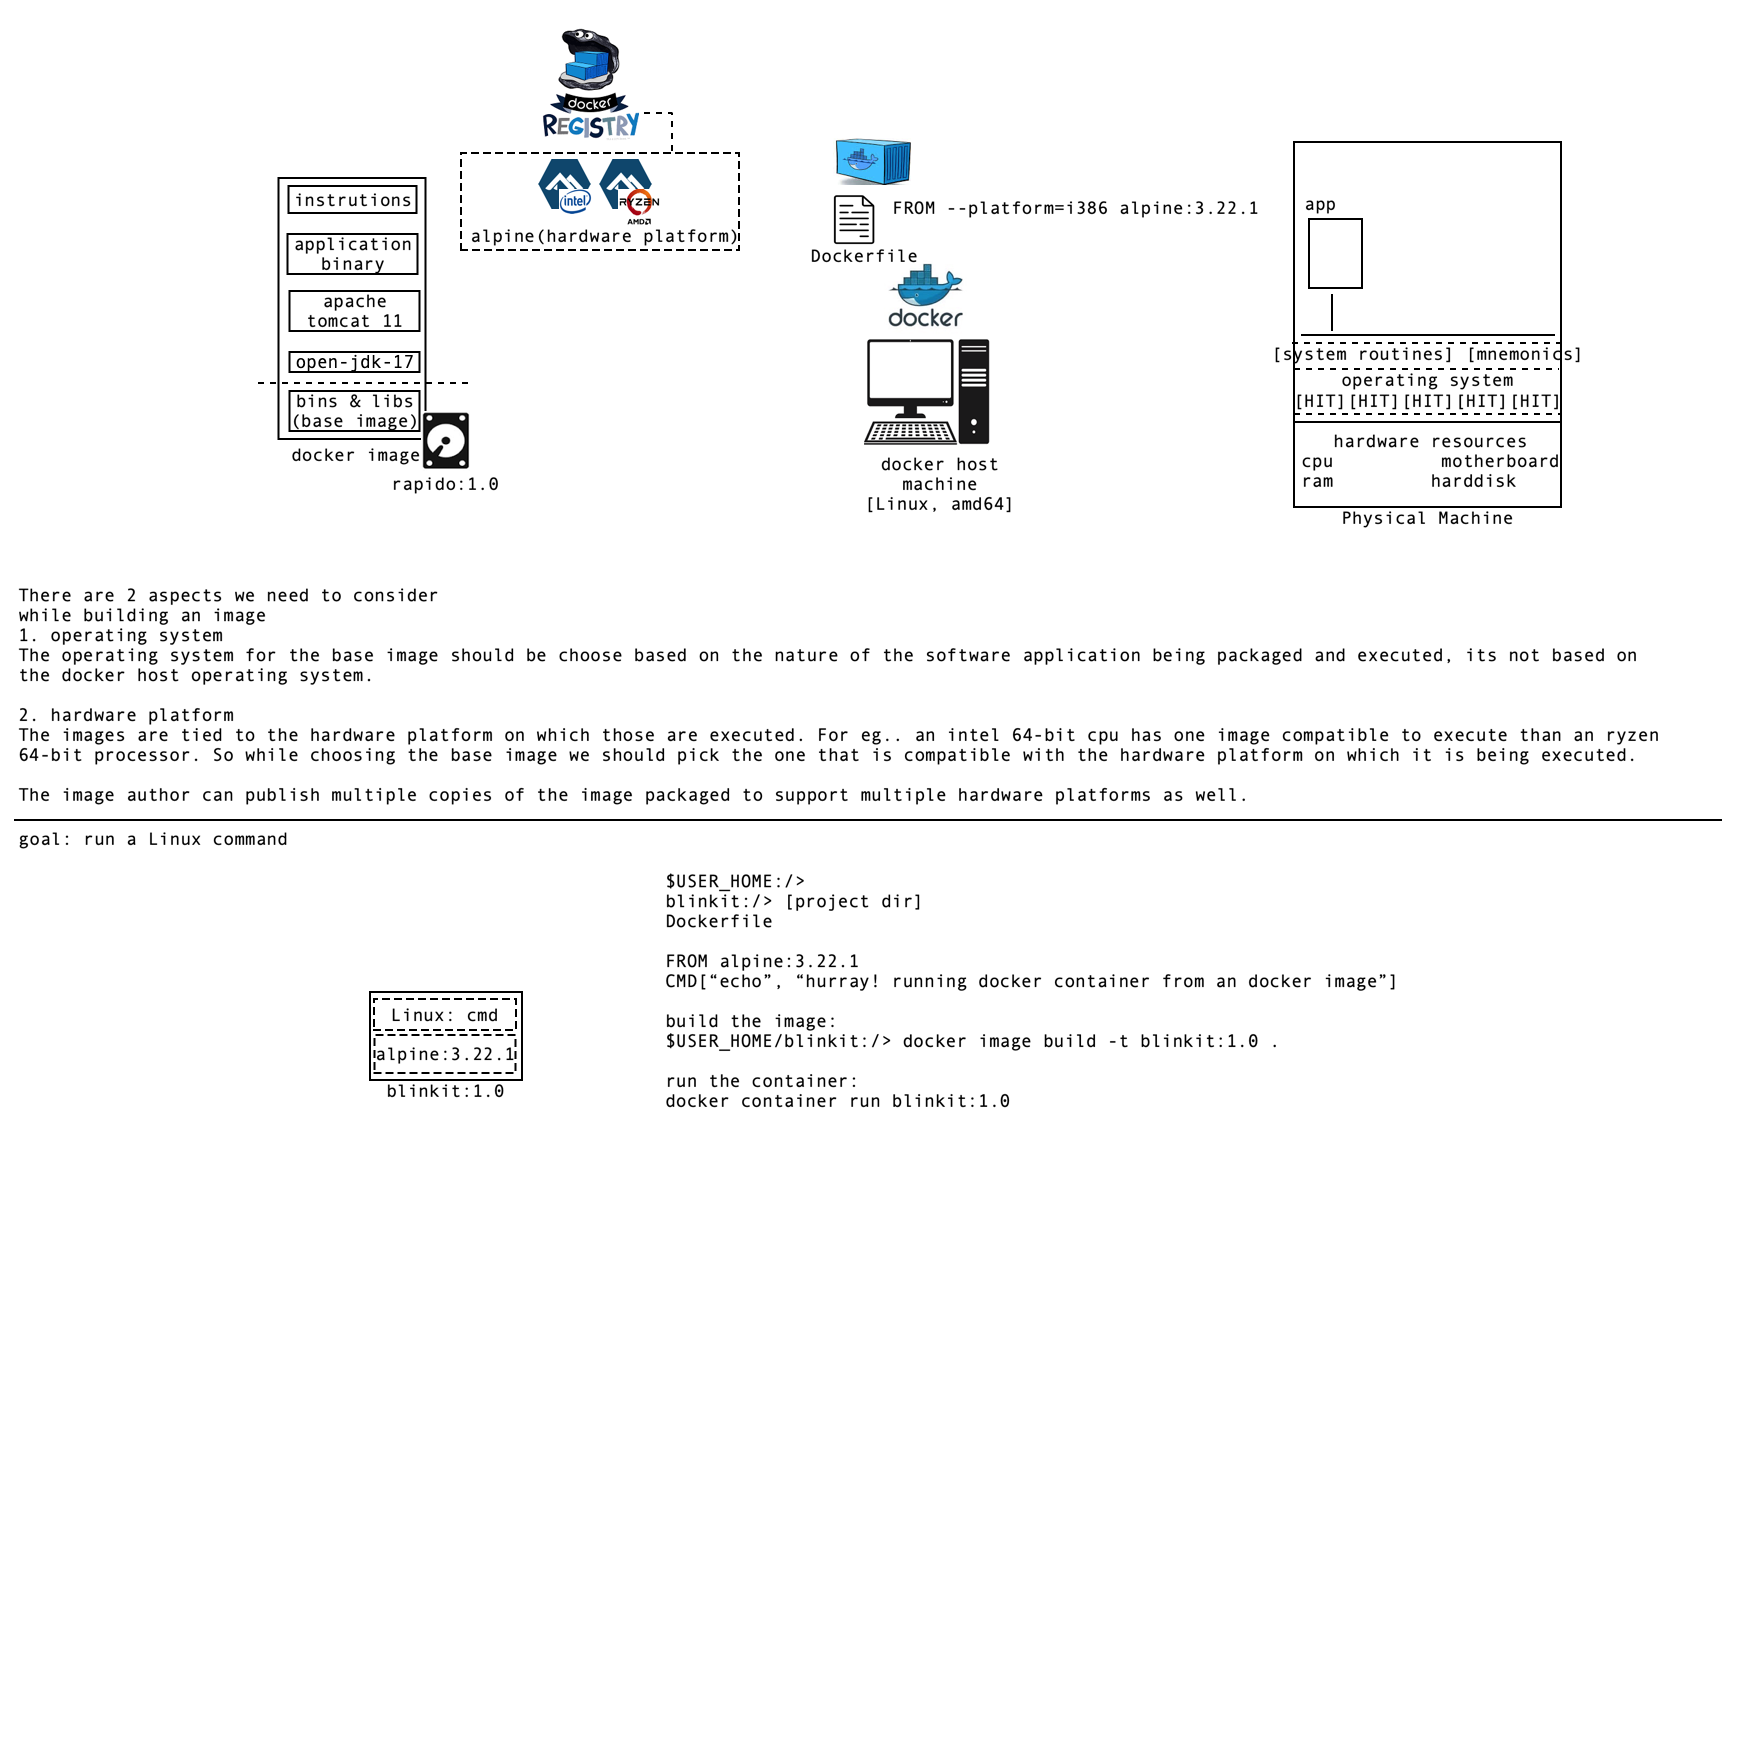 docker
REGISTRY
intel
RYZEN
AMD
alpine(hardware platform)
instrutions
application
binary
apache
tomcat 11
open-jdk-17
bins & libs
(base image)
docker image
rapido:1.0
FROM --platform=i386 alpine:3.22.1
Dockerfile
docker
docker host
machine
[Linux, amd64]
app
[system routines] [mnemonics]
operating system
[HIT][HIT][HIT][HIT][HIT]
hardware resources
cpu motherboard
ram harddisk
Physical Machine
There are 2 aspects we need to consider
while building an image
1. operating system
The operating system for the base image should be choose based on the nature of the software application being packaged and executed, its not based on
the docker host operating system.
2. hardware platform
The images are tied to the hardware platform on which those are executed. For eg.. an intel 64-bit cpu has one image compatible to execute than an ryzen
64-bit processor. So while choosing the base image we should pick the one that is compatible with the hardware platform on which it is being executed.
The image author can publish multiple copies of the image packaged to support multiple hardware platforms as well.
goal: run a Linux command
$USER_HOME:/>
blinkit:/> [project dir]
Dockerfile
FROM alpine:3.22.1
CMD[“echo”, “hurray! running docker container from an docker image”]
build the image:
$USER_HOME/blinkit:/> docker image build -t blinkit:1.0 .
run the container:
docker container run blinkit:1.0
Linux: cmd
alpine:3.22.1
blinkit:1.0